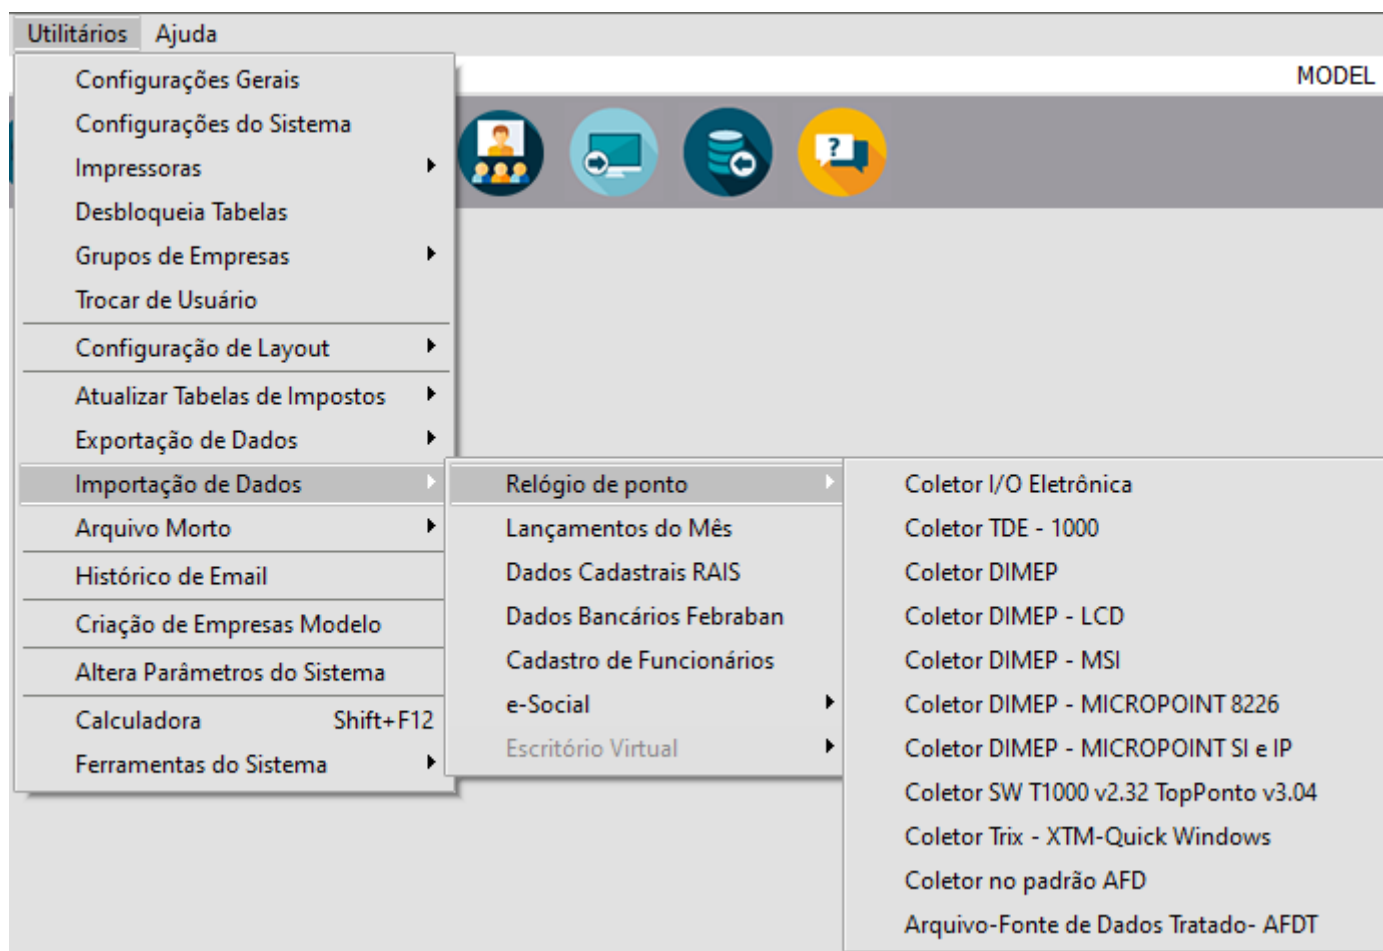 Utilitários Ajuda
MODEL
?
Configurações Gerais
Configurações do Sistema
Impressoras
Desbloqueia Tabelas
Grupos de Empresas
Trocar de Usuário
Configuração de Layout
Atualizar Tabelas de Impostos
Exportação de Dados
Importação de Dados
Arquivo Morto
Histórico de Email
Criação de Empresas Modelo
Altera Parâmetros do Sistema
Calculadora Shift+F12
Ferramentas do Sistema
Relógio de ponto
Lançamentos do Mês
Dados Cadastrais RAIS
Dados Bancários Febraban
Cadastro de Funcionários
e-Social
Escritório Virtual
Coletor I/O Eletrônica
Coletor TDE - 1000
Coletor DIMEP
Coletor DIMEP - LCD
Coletor DIMEP - MSI
Coletor DIMEP - MICROPOINT 8226
Coletor DIMEP - MICROPOINT SI e IP
Coletor SW T1000 v2.32 TopPonto v3.04
Coletor Trix - XTM-Quick Windows
Coletor no padrão AFD
Arquivo-Fonte de Dados Tratado- AFDT